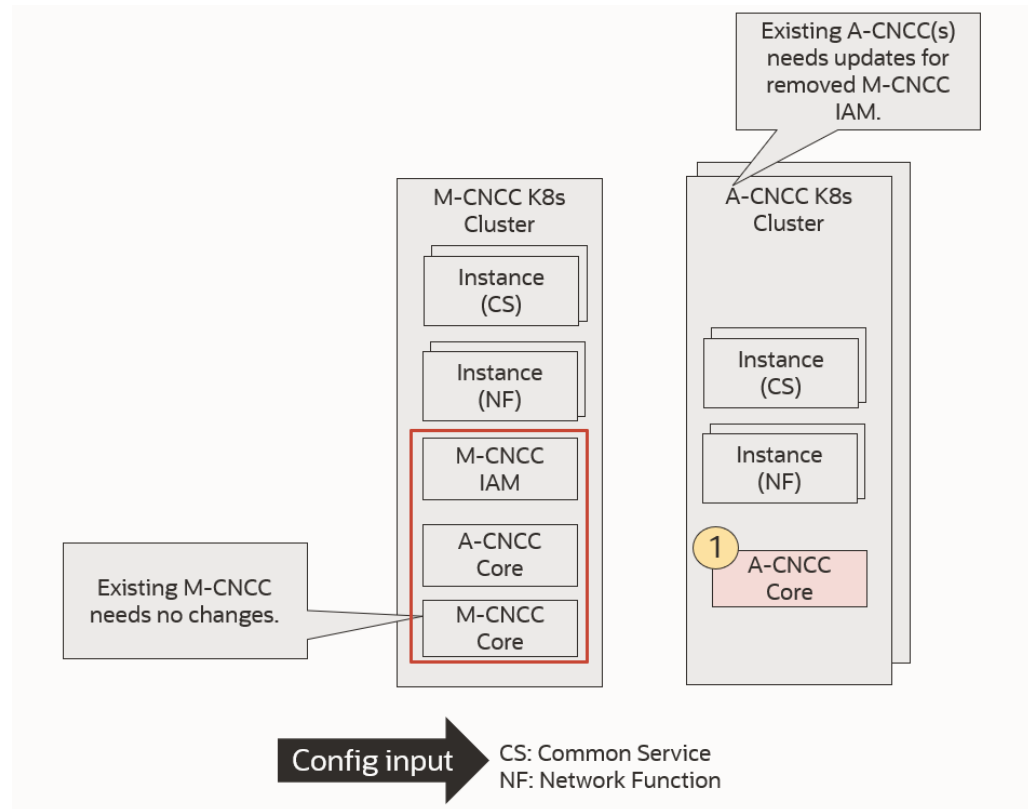 Existing A-CNCC(s)
needs updates for
removed M-CNCC
IAM.
M-CNCC K8s
Cluster
Instance
(CS)
Instance
(NF)
M-CNCC
IAM
A-CNCC
Core
M-CNCC
Core
A-CNCC K8s
Cluster
Instance
(CS)
Instance
(NF)
1
A-CNCC
Core
Existing M-CNCC
needs no changes.
Config input
CS: Common Service
NF: Network Function